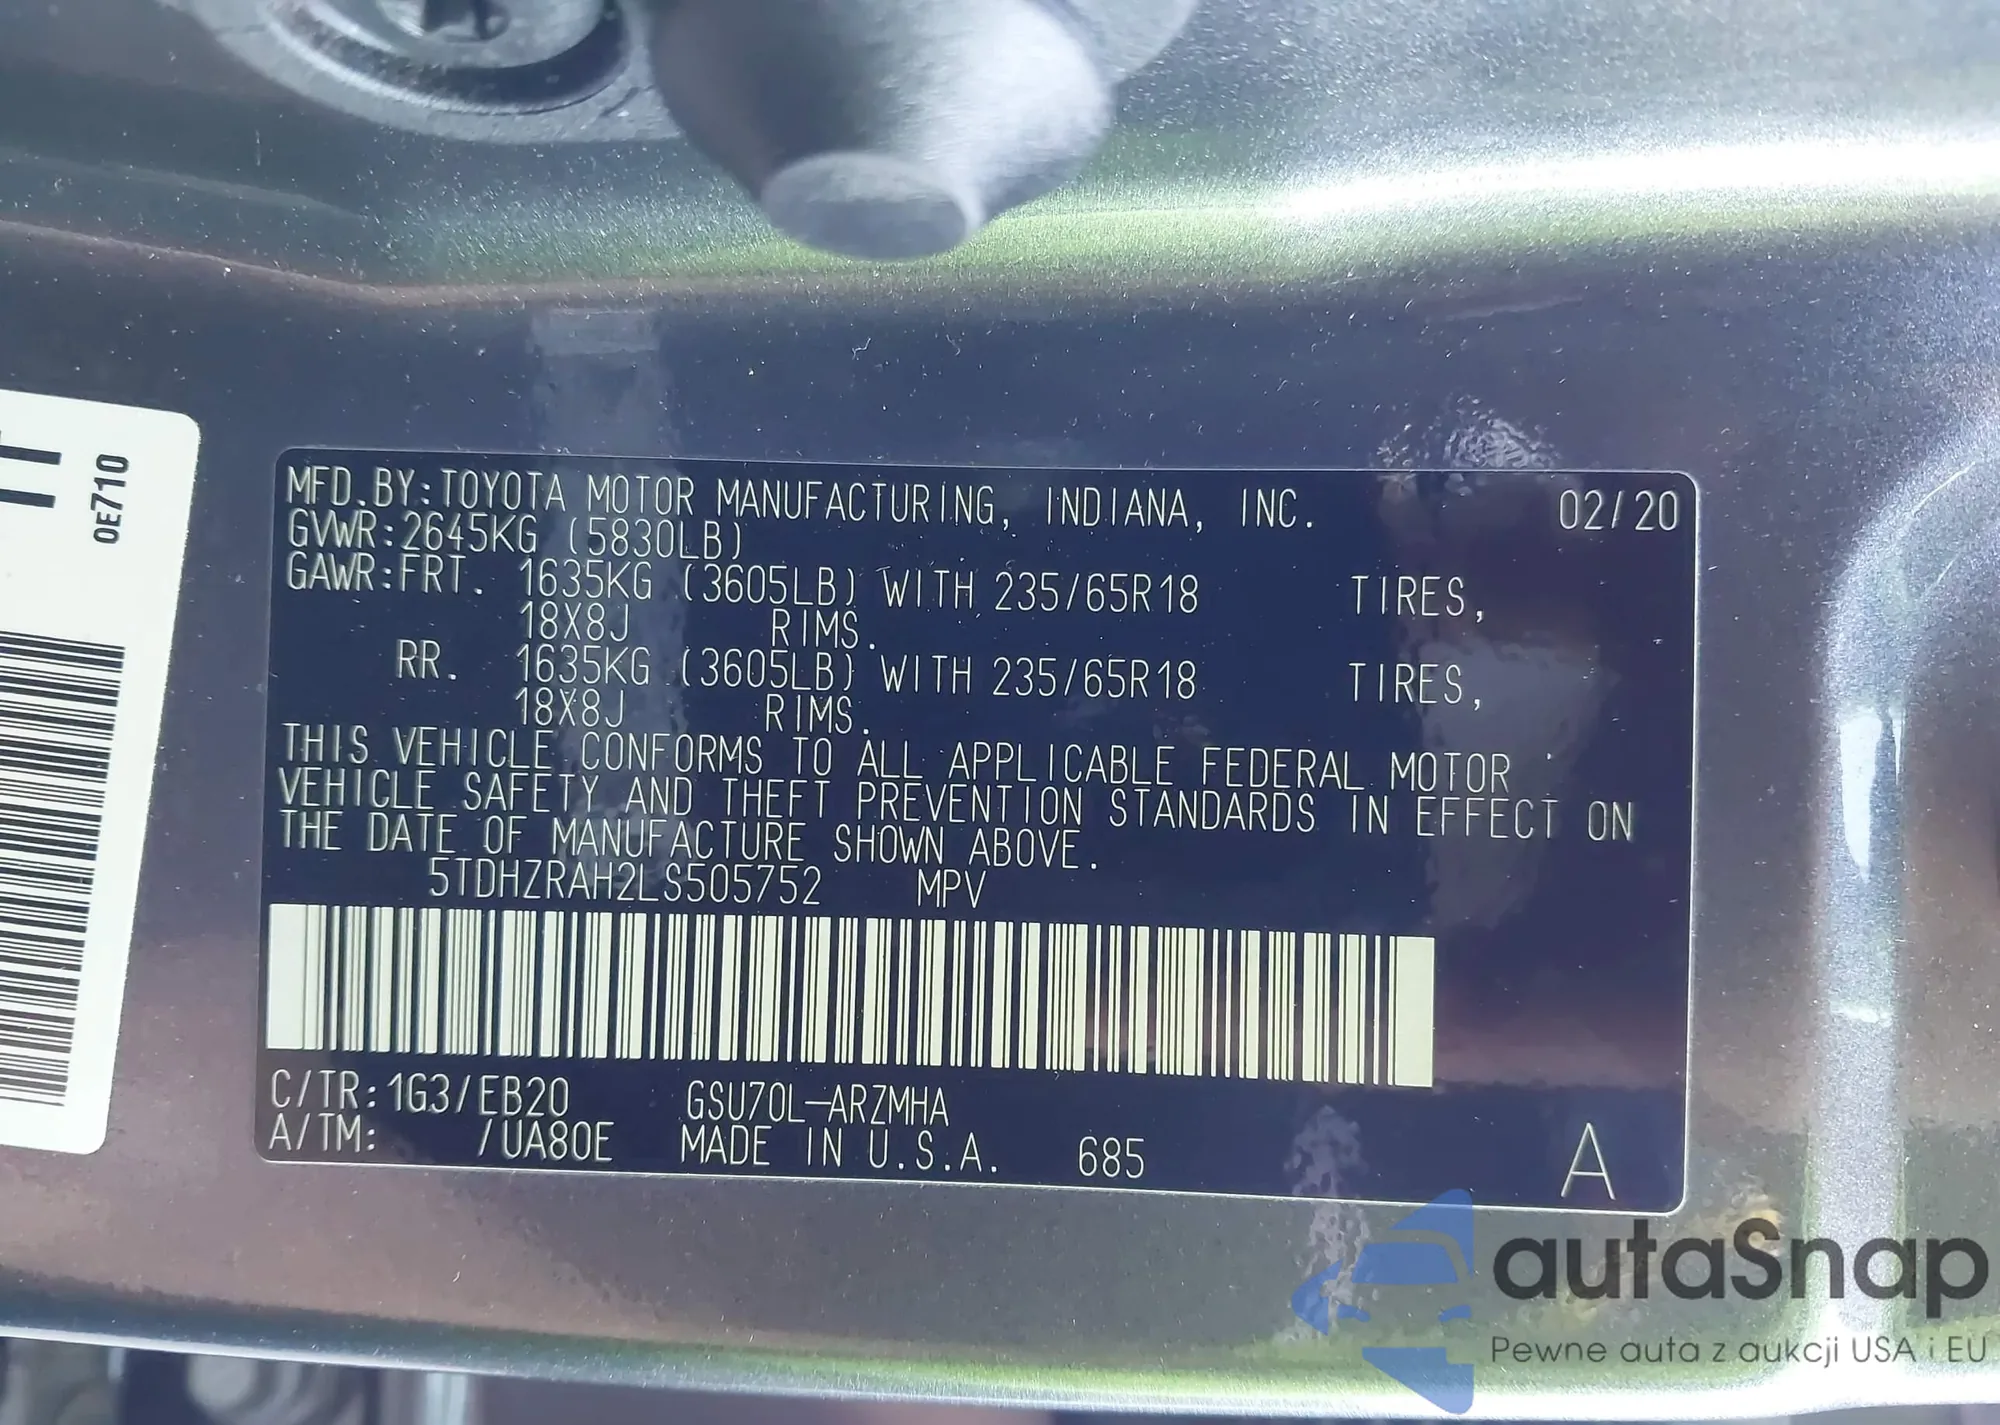 0E710
MFD.BY:TOYOTA MOTOR MANUFACTURING, INDIANA, INC. 02/20
GVWR:2645KG (5830LB)
GAWR:FRT. 1635KG (3605LB) WITH 235/65R18 TIRES,
18X8J RIMS.
RR. 1635KG (3605LB) WITH 235/65R18 TIRES,
18X8J RIMS.
THIS VEHICLE CONFORMS TO ALL APPLICABLE FEDERAL MOTOR
VEHICLE SAFETY AND THEFT PREVENTION STANDARDS IN EFFECT ON
THE DATE OF MANUFACTURE SHOWN ABOVE.
5TDHZRAH2LS505752 MPV
C/TR:1G3/EB20 GSU70L-ARZMHA
A/TM: /UA80E MADE IN U.S.A. 685 A
autaSnap
Pewne auta z aukcji USA i EU